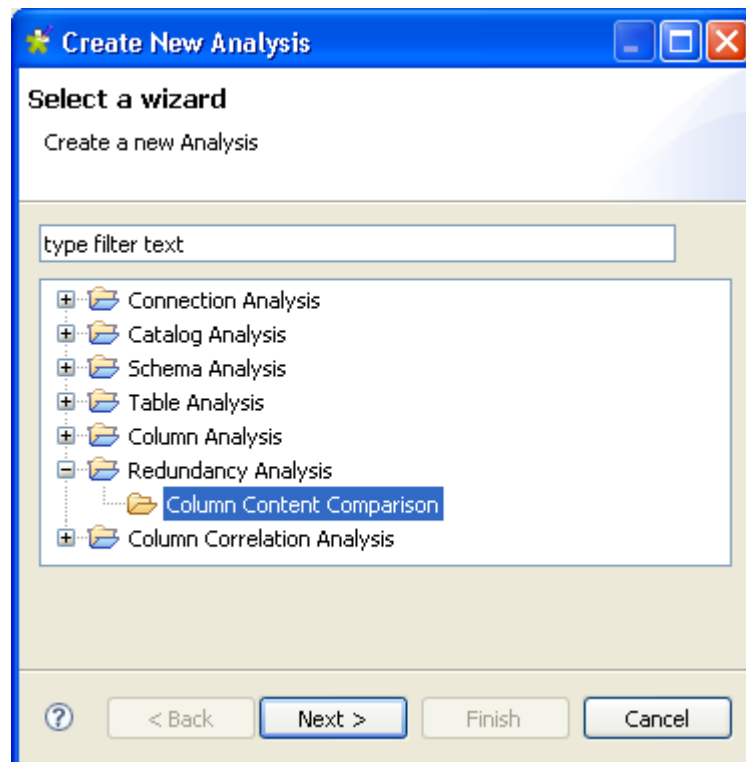 Create New Analysis
Select a wizard
Create a new Analysis
type filter text
Connection Analysis
Catalog Analysis
Schema Analysis
Table Analysis
Column Analysis
Redundancy Analysis
Column Content Comparison
Column Correlation Analysis
? < Back Next > Finish Cancel